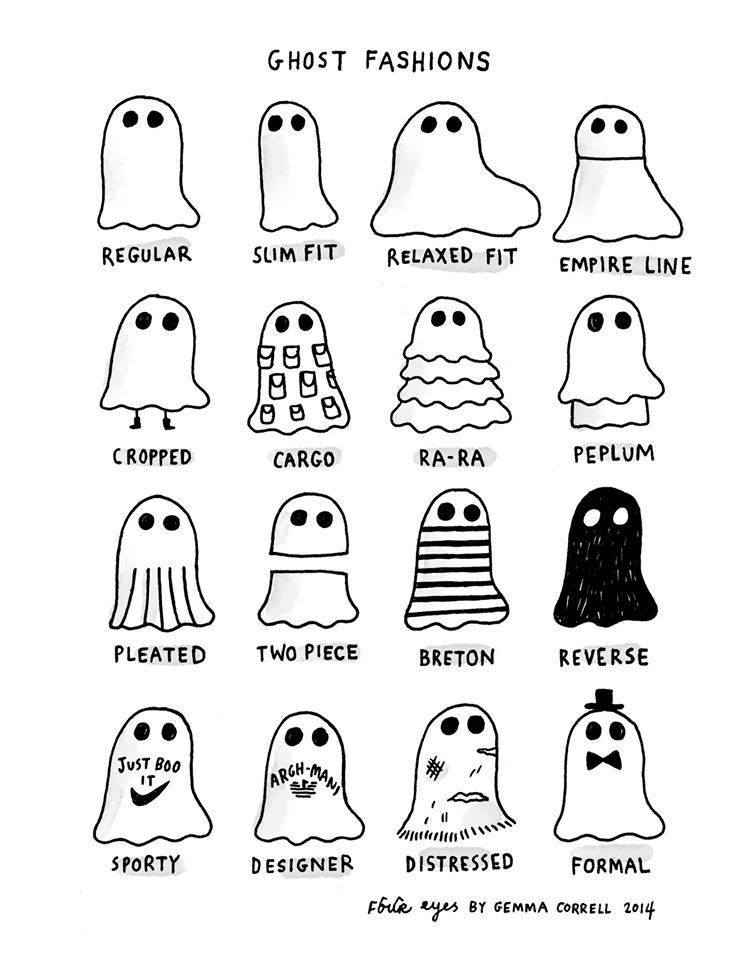 GHOST FASHIONS
REGULAR SLIM FIT RELAXED FIT EMPIRE LINE
CROPPED CARGO RA-RA PEPLUM
PLEATED TWO PIECE BRETON REVERSE
JUST BOO
IT
ARGH-MANI
SPORTY DESIGNER DISTRESSED FORMAL
eyes BY GEMMA CORRELL 2014